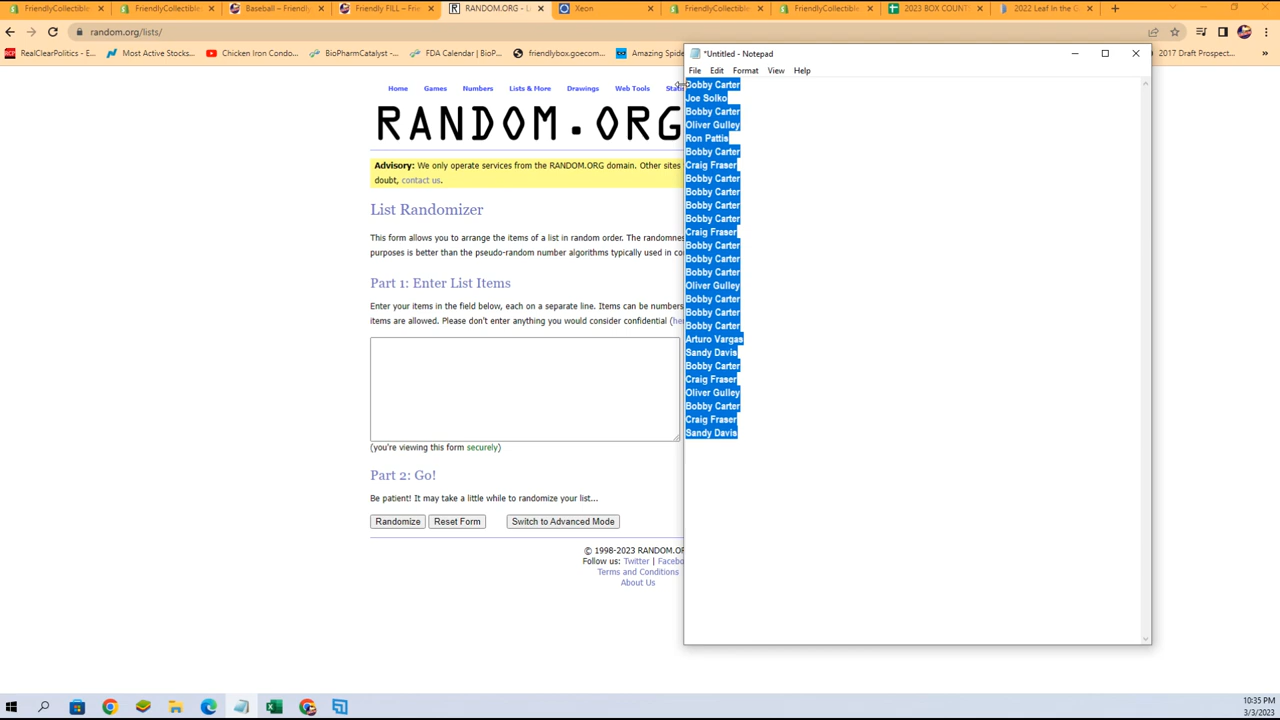 FriendlyCollectible
FriendlyCollectible
Baseball – Friendly
Friendly FILL – Fr
RANDOM.ORG - L
Xeon
FriendlyCollectible
FriendlyCollectible
2023 BOX COUNT
2022 Leaf In the G
random.org/lists/
RealClearPolitics - E...
Most Active Stocks...
Chicken Iron Condo...
BioPharmCatalyst -...
FDA Calendar | BioP...
friendlybox.goecom...
Amazing Spide
2017 Draft Prospect...
*Untitled - Notepad
File Edit Format View Help
Home Games Numbers Lists & More Drawings Web Tools Statis
RANDOM.ORG
Advisory: We only operate services from the RANDOM.ORG domain. Other sites
doubt, contact us.
List Randomizer
This form allows you to arrange the items of a list in random order. The randomne
purposes is better than the pseudo-random number algorithms typically used in co
Part 1: Enter List Items
Enter your items in the field below, each on a separate line. Items can be numbers
items are allowed. Please don't enter anything you would consider confidential (he
(you're viewing this form securely)
Part 2: Go!
Be patient! It may take a little while to randomize your list...
Randomize Reset Form Switch to Advanced Mode
© 1998-2023 RANDOM.OR
Follow us: Twitter | Facebo
Terms and Conditions
About Us
Bobby Carter
Joe Solko
Bobby Carter
Oliver Gulley
Ron Pattis
Bobby Carter
Craig Fraser
Bobby Carter
Bobby Carter
Bobby Carter
Bobby Carter
Craig Fraser
Bobby Carter
Bobby Carter
Bobby Carter
Oliver Gulley
Bobby Carter
Bobby Carter
Bobby Carter
Arturo Vargas
Sandy Davis
Bobby Carter
Craig Fraser
Oliver Gulley
Bobby Carter
Craig Fraser
Sandy Davis
10:35 PM
3/3/2023